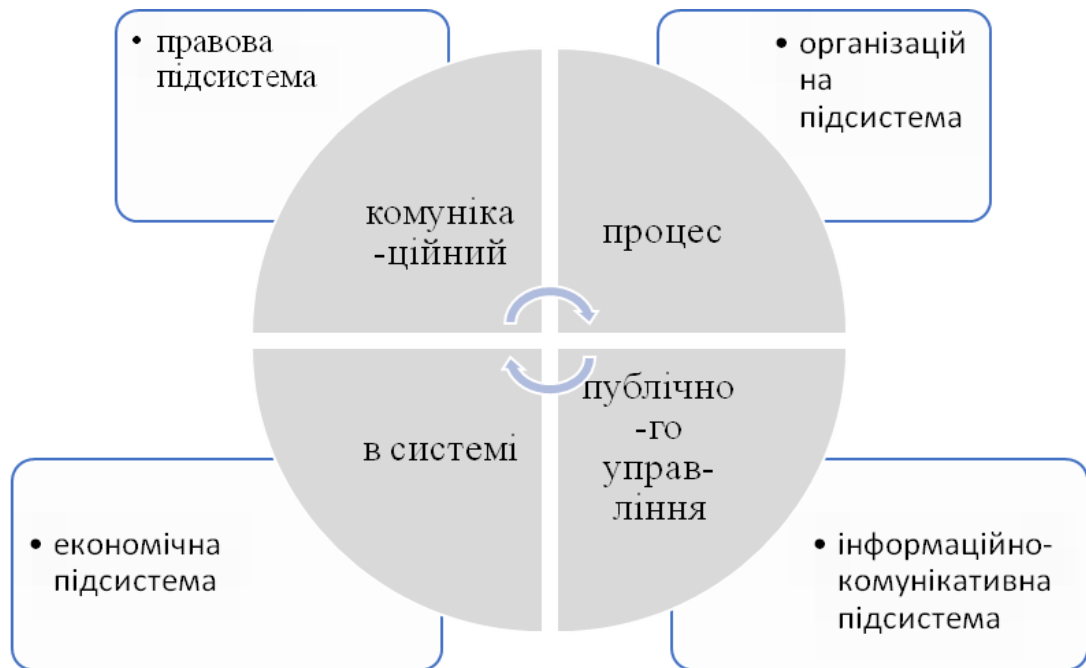 • правова
підсистема
• організацій
на
підсистема
комуніка
-ційний
процес
в системі
публічно
-го
управ-
ління
• економічна
підсистема
• інформаційно-
комунікативна
підсистема